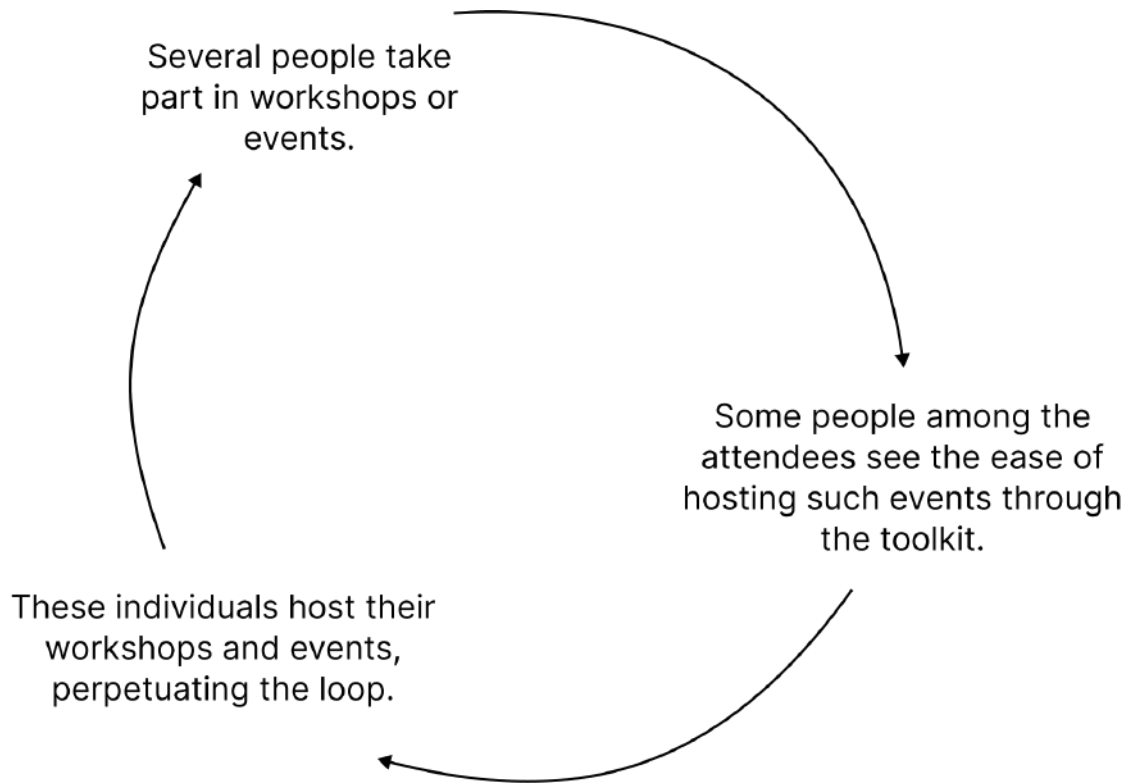 Several people take
part in workshops or
events.
Some people among the
attendees see the ease of
hosting such events through
the toolkit.
These individuals host their
workshops and events,
perpetuating the loop.